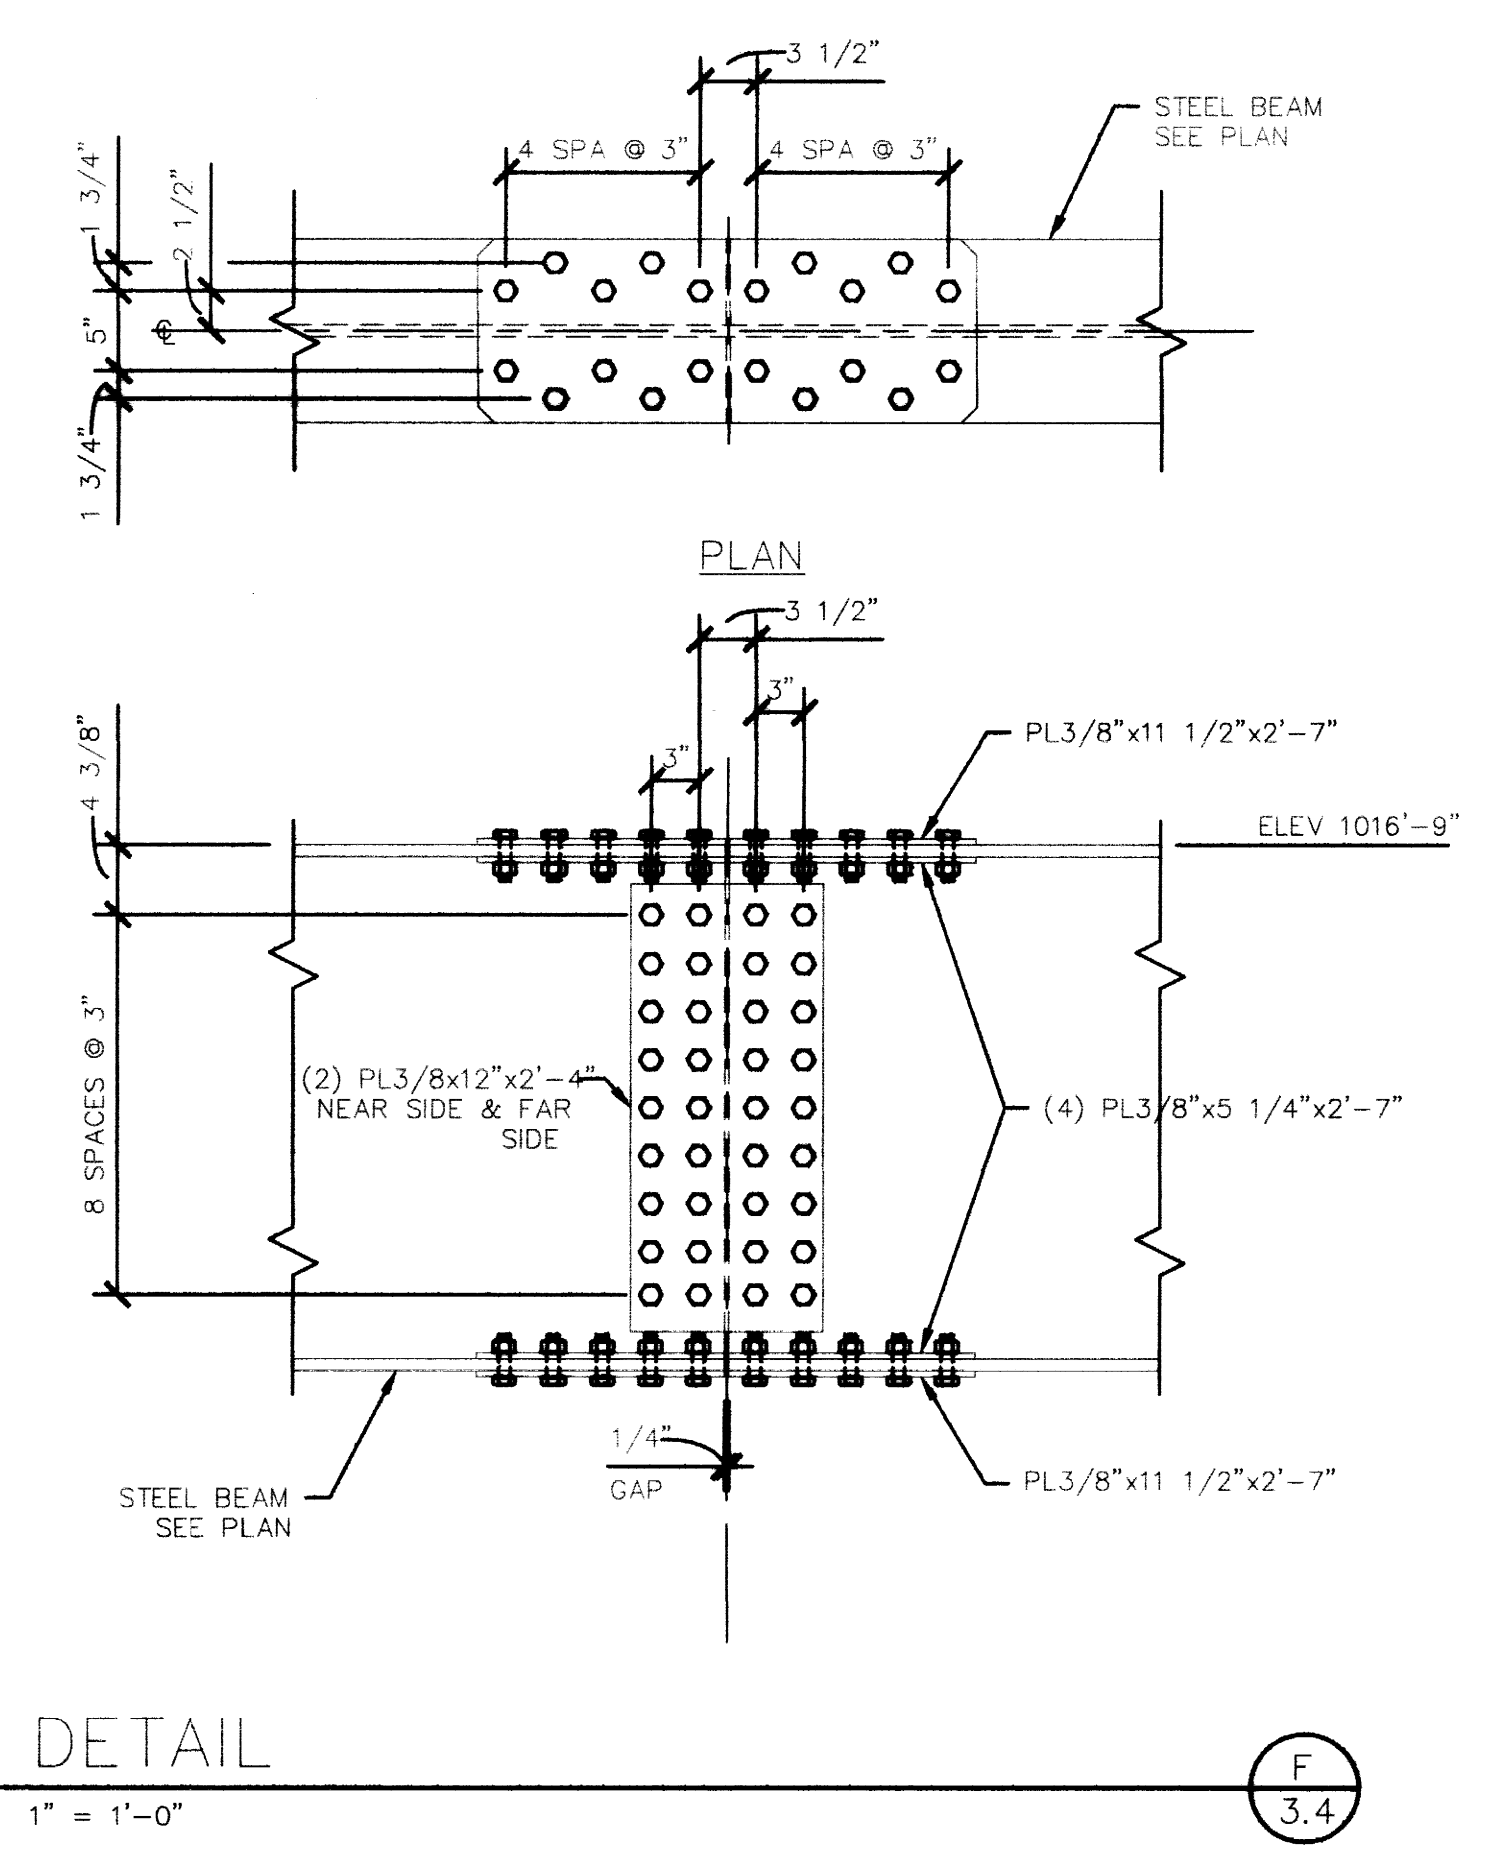 3 1/2"
STEEL BEAM
SEE PLAN
4 SPA @ 3"
4 SPA @ 3"
1 3/4"
2 1/2"
5"
℄
1 3/4"
PLAN
3 1/2"
3"
3"
4 3/8"
PL3/8"x11 1/2"x2'-7"
ELEV 1016'-9"
8 SPACES @ 3"
(2) PL3/8x12"x2'-4"
NEAR SIDE & FAR
SIDE
(4) PL3/8"x5 1/4"x2'-7"
1/4"
GAP
STEEL BEAM
SEE PLAN
PL3/8"x11 1/2"x2'-7"
DETAIL
1" = 1'-0"
F
3.4